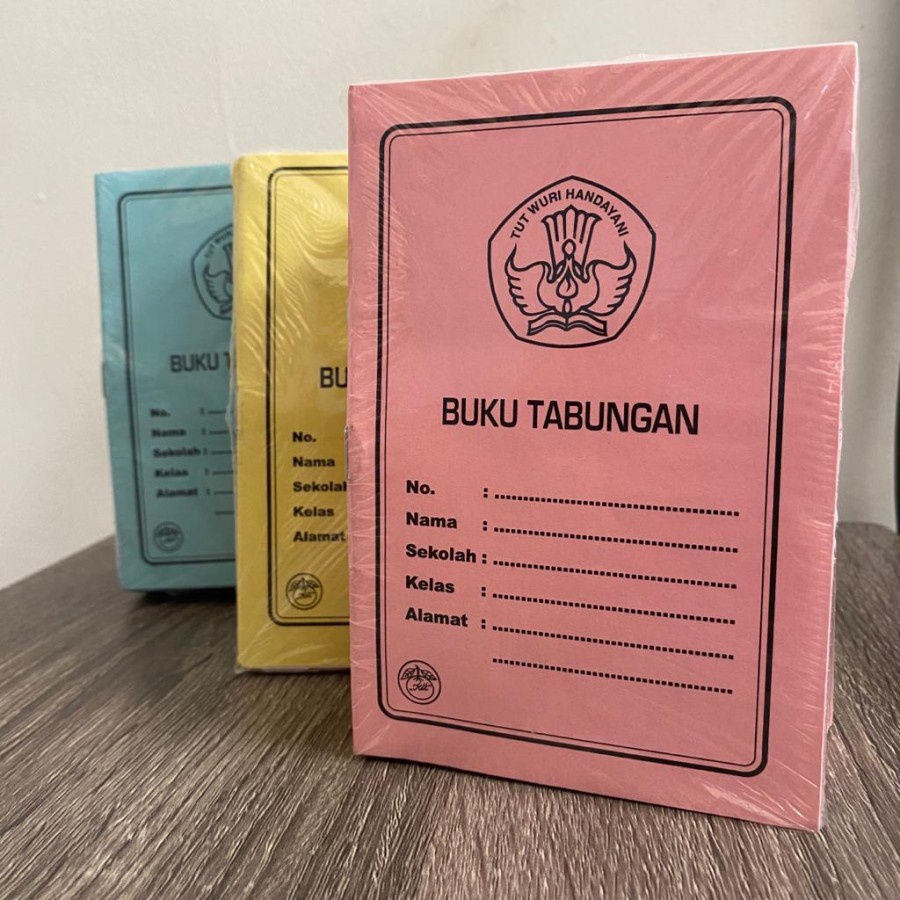 TUT WURI HANDAYANI
BUKU TABUNGAN
No. : ................................................
Nama : ................................................
Sekolah : ................................................
Kelas : ................................................
Alamat : ................................................
................................................
BU
No.
Nama
Sekolah
Kelas
Alamat
BUKU T
No. :
Nama :
Sekolah :
Kelas :
Alamat :